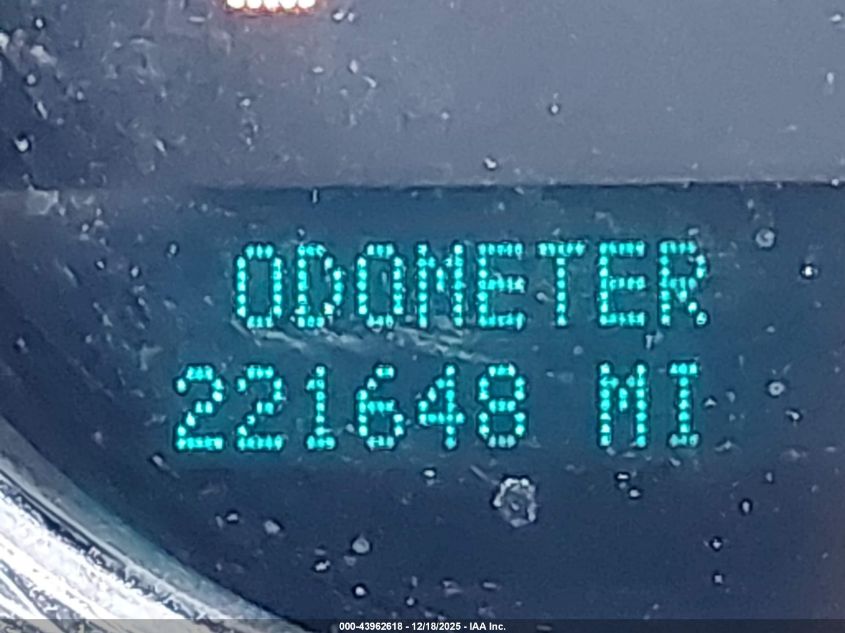 ODOMETER
221648 MI
000-43962618 - 12/18/2025 - IAA Inc.